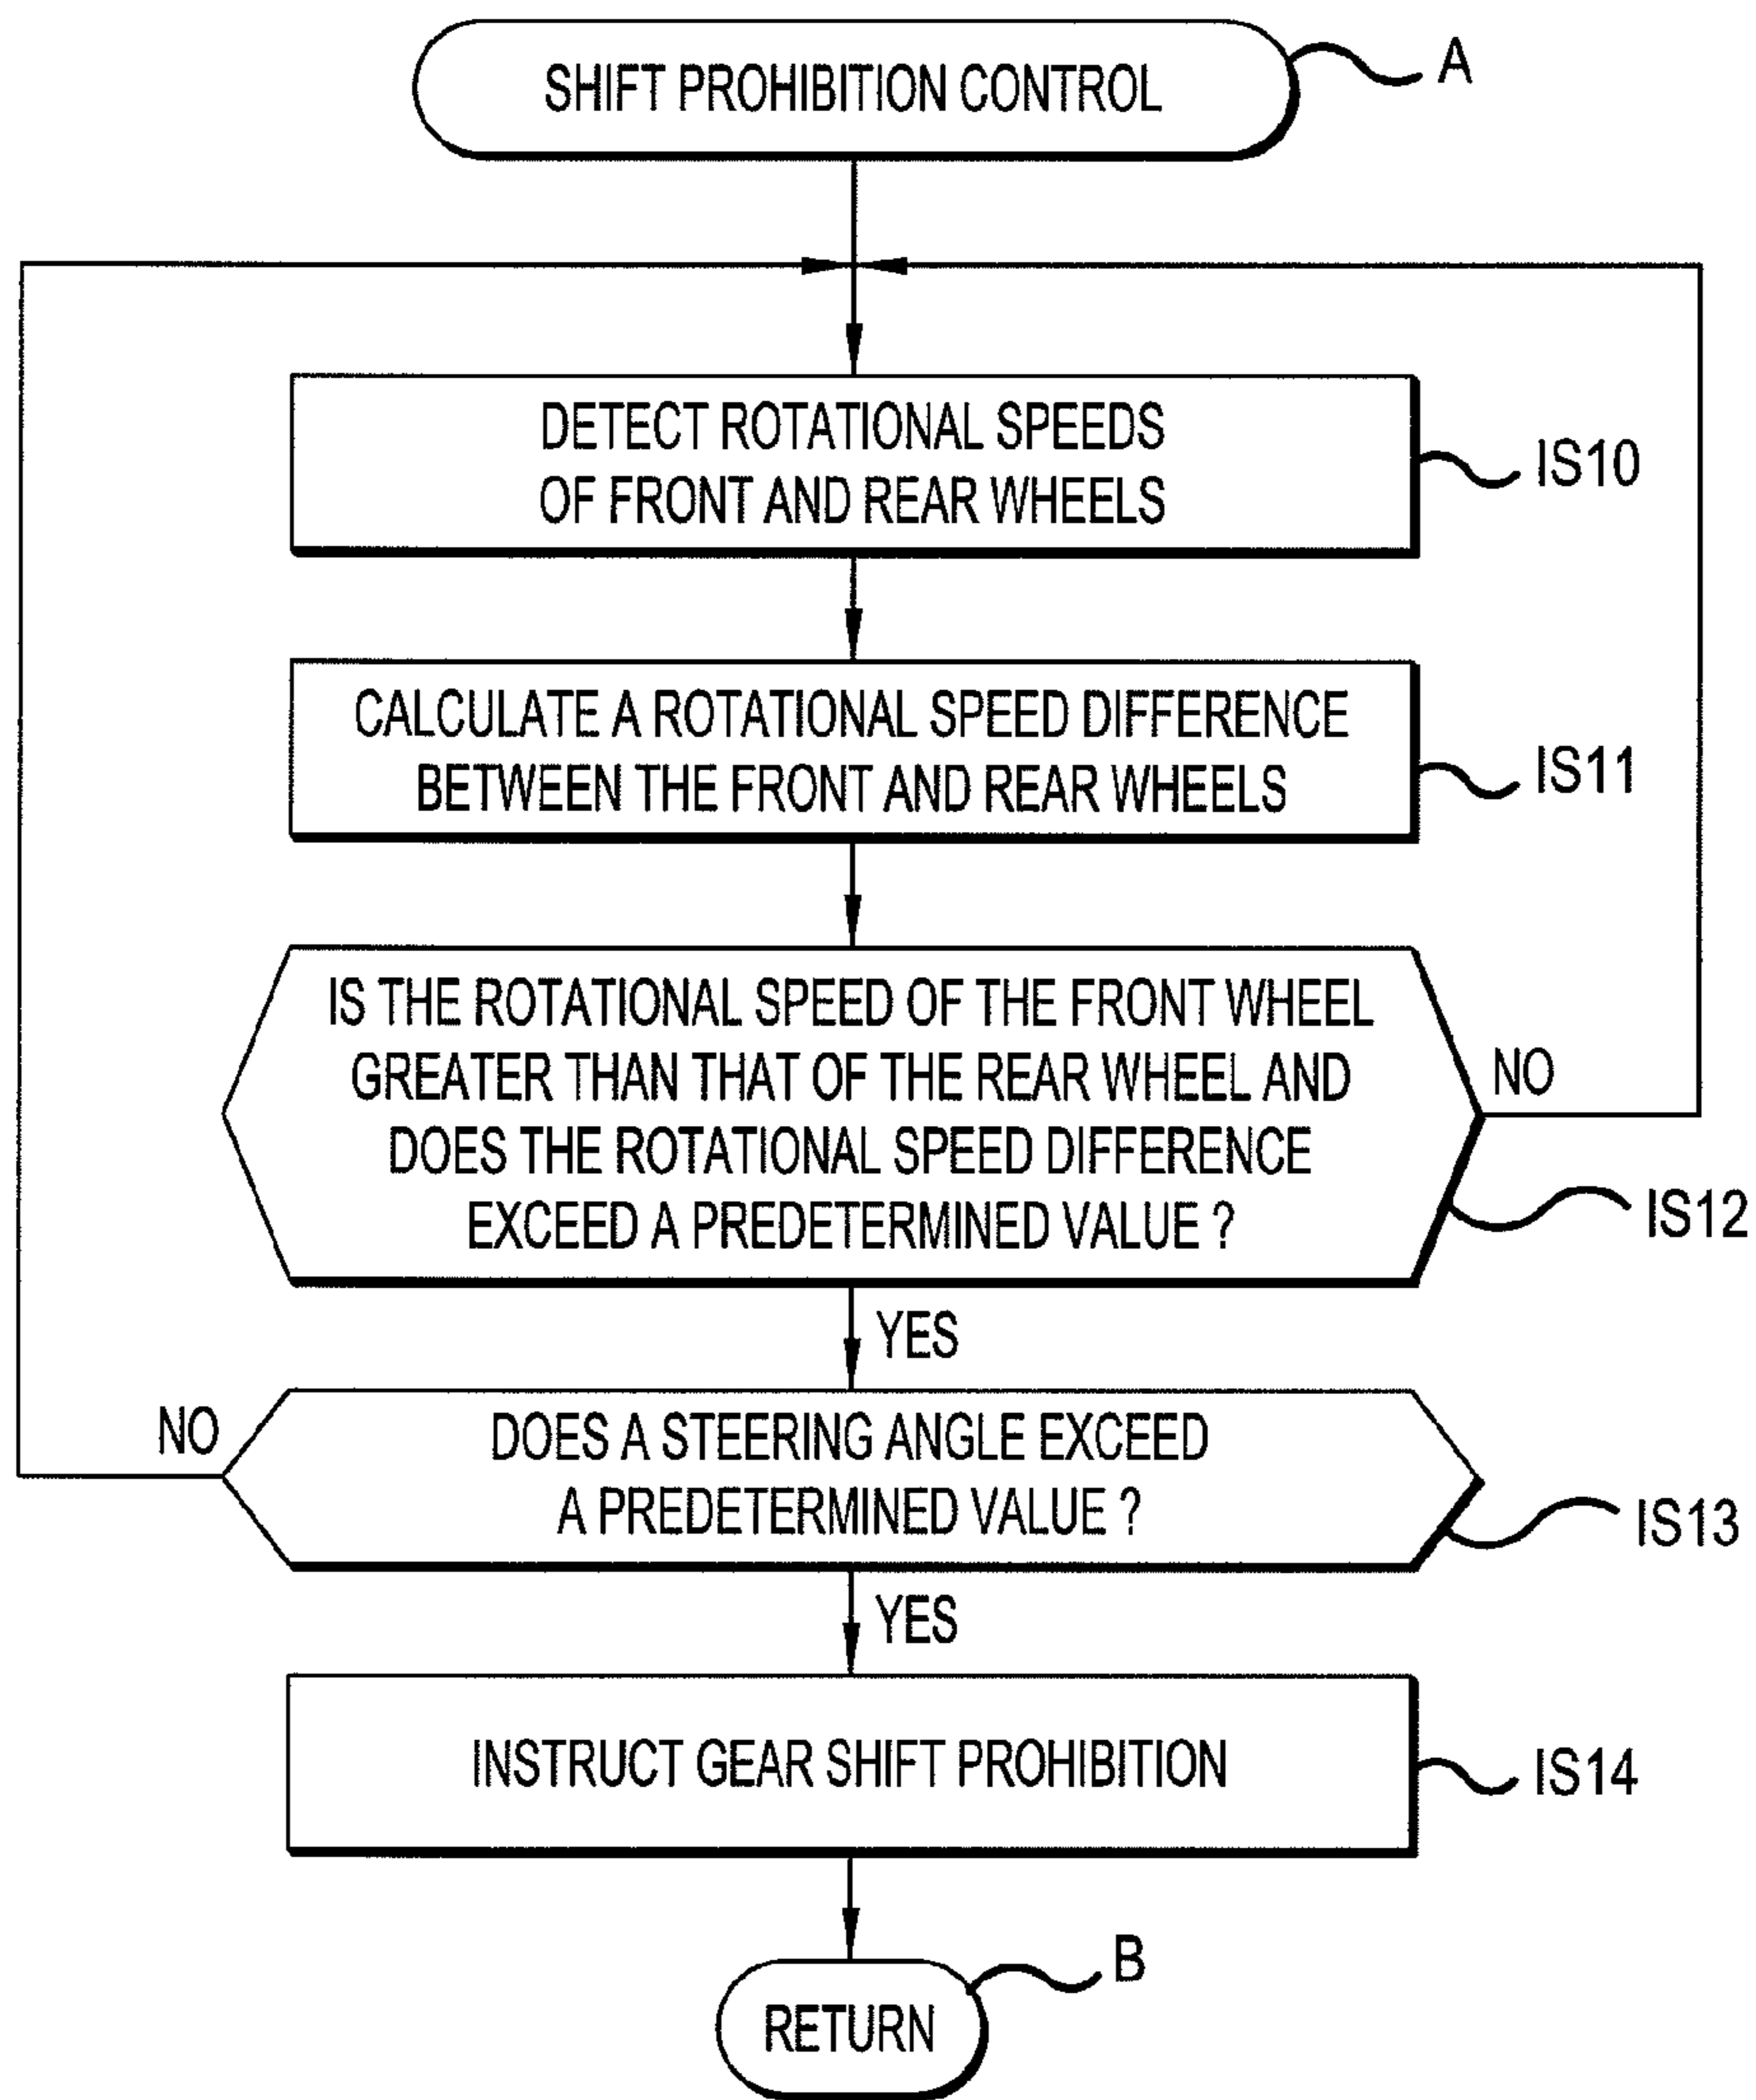 SHIFT PROHIBITION CONTROL
A
DETECT ROTATIONAL SPEEDS
OF FRONT AND REAR WHEELS
IS10
CALCULATE A ROTATIONAL SPEED DIFFERENCE
BETWEEN THE FRONT AND REAR WHEELS
IS11
IS THE ROTATIONAL SPEED OF THE FRONT WHEEL
GREATER THAN THAT OF THE REAR WHEEL AND
DOES THE ROTATIONAL SPEED DIFFERENCE
EXCEED A PREDETERMINED VALUE ?
NO
IS12
YES
NO
DOES A STEERING ANGLE EXCEED
A PREDETERMINED VALUE ?
IS13
YES
INSTRUCT GEAR SHIFT PROHIBITION
IS14
B
RETURN